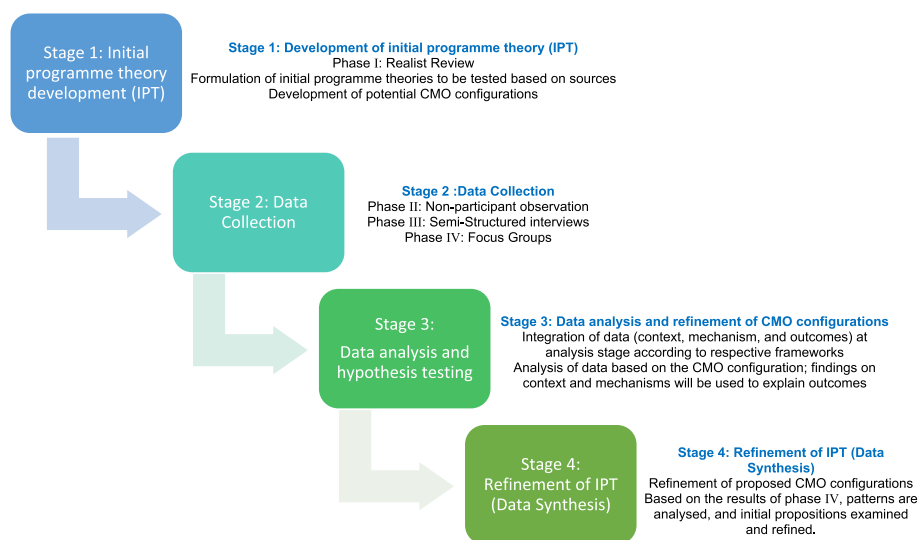 Stage 1: Initial
programme theory
development (IPT)
Stage 1: Development of initial programme theory (IPT)
Phase I: Realist Review
Formulation of initial programme theories to be tested based on sources
Development of potential CMO configurations
Stage 2: Data
Collection
Stage 2 :Data Collection
Phase II: Non-participant observation
Phase III: Semi-Structured interviews
Phase IV: Focus Groups
Stage 3:
Data analysis and
hypothesis testing
Stage 3: Data analysis and refinement of CMO configurations
Integration of data (context, mechanism, and outcomes) at
analysis stage according to respective frameworks
Analysis of data based on the CMO configuration; findings on
context and mechanisms will be used to explain outcomes
Stage 4:
Refinement of IPT
(Data Synthesis)
Stage 4: Refinement of IPT (Data
Synthesis)
Refinement of proposed CMO configurations
Based on the results of phase IV, patterns are
analysed, and initial propositions examined
and refined.